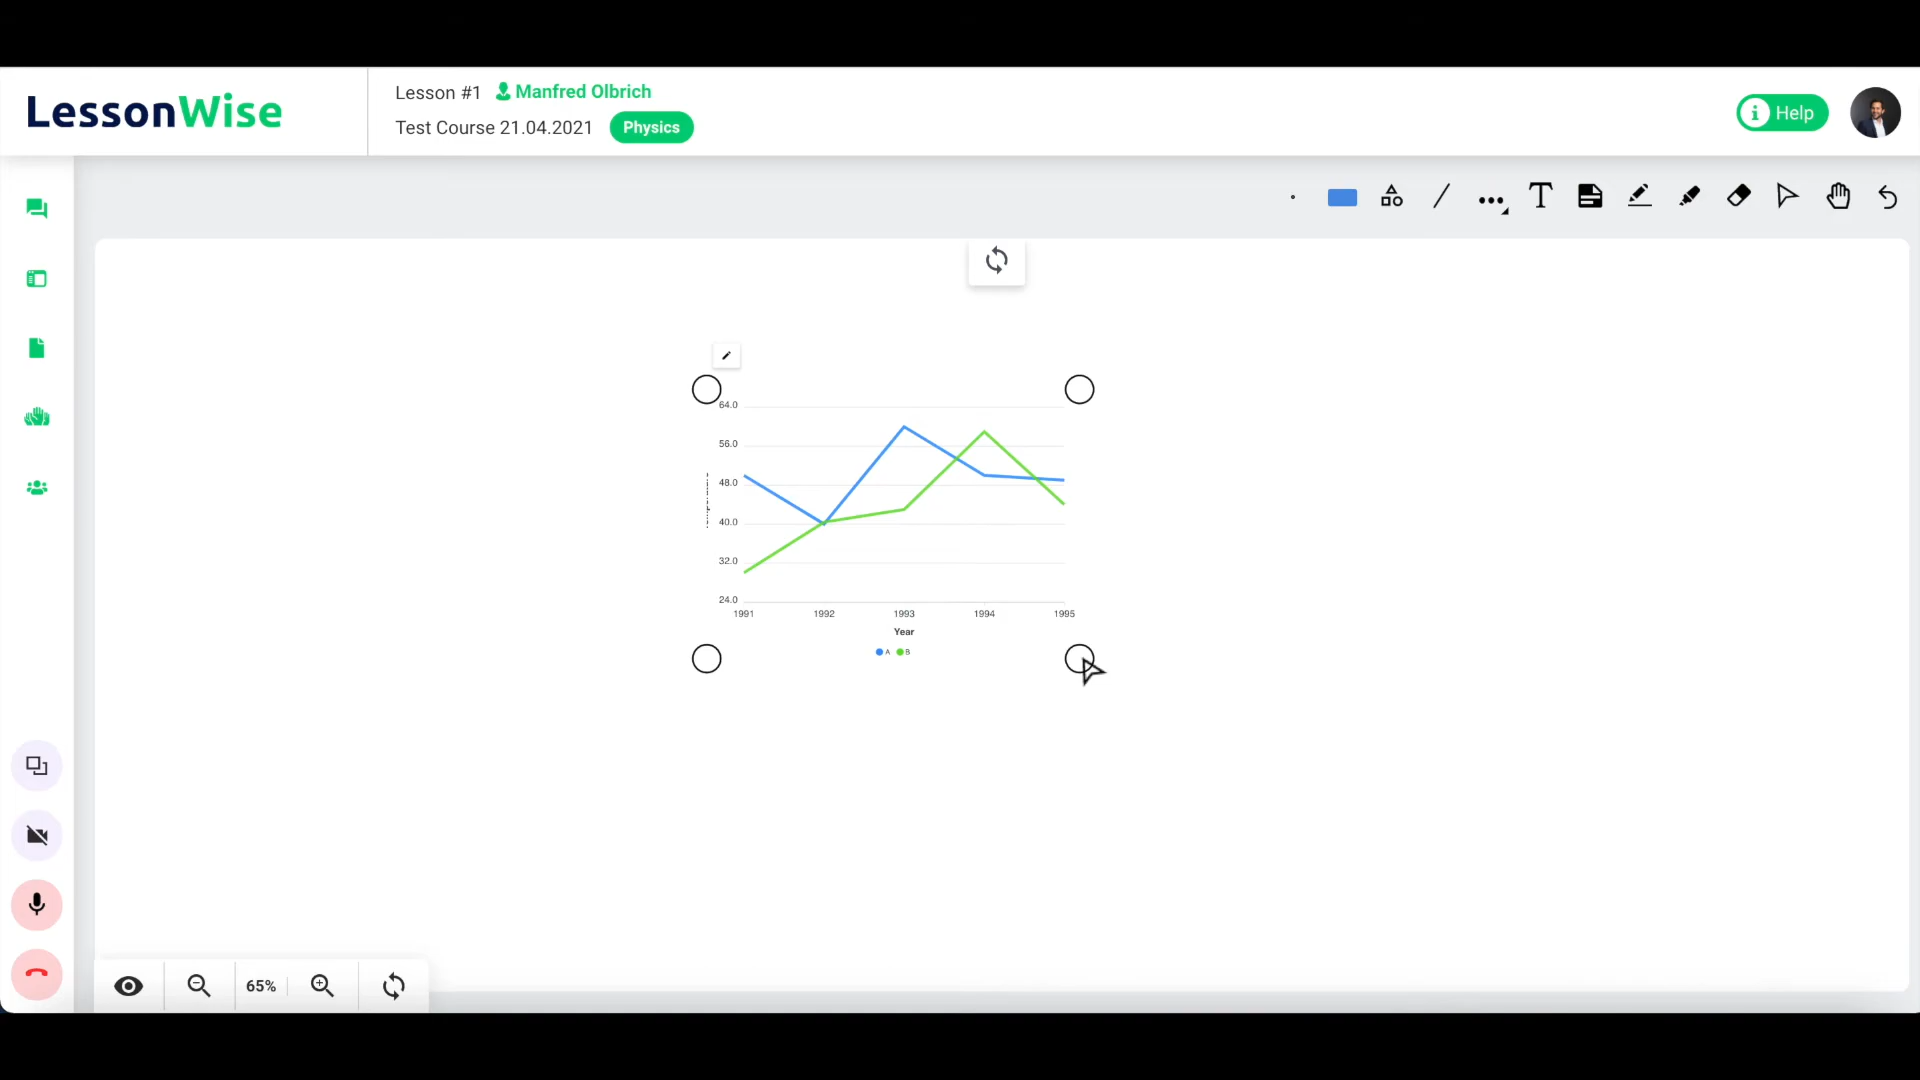 LessonWise
Lesson #1 Manfred Olbrich
Test Course 21.04.2021 Physics
i Help
T
64.0
56.0
48.0
40.0
32.0
24.0
1991 1992 1993 1994 1995
Year
A B
65%